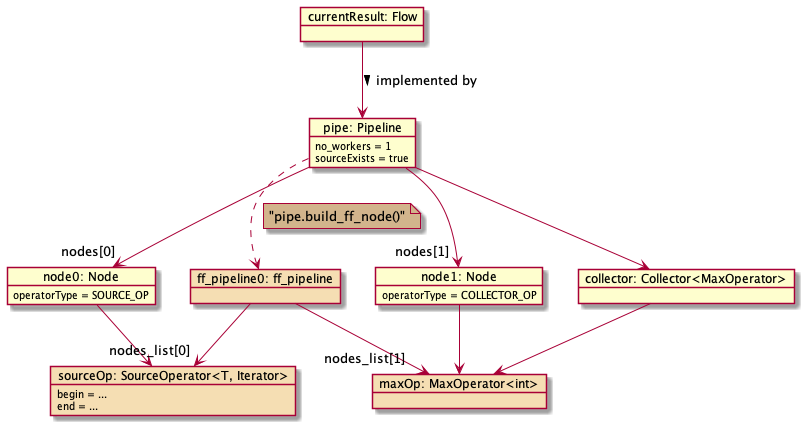 currentResult: Flow
implemented by
pipe: Pipeline
no_workers = 1
sourceExists = true
"pipe.build_ff_node()"
nodes[0]
nodes[1]
node0: Node
operatorType = SOURCE_OP
ff_pipeline0: ff_pipeline
node1: Node
operatorType = COLLECTOR_OP
collector: Collector<MaxOperator>
nodes_list[0]
nodes_list[1]
sourceOp: SourceOperator<T, Iterator>
begin = ...
end = ...
maxOp: MaxOperator<int>